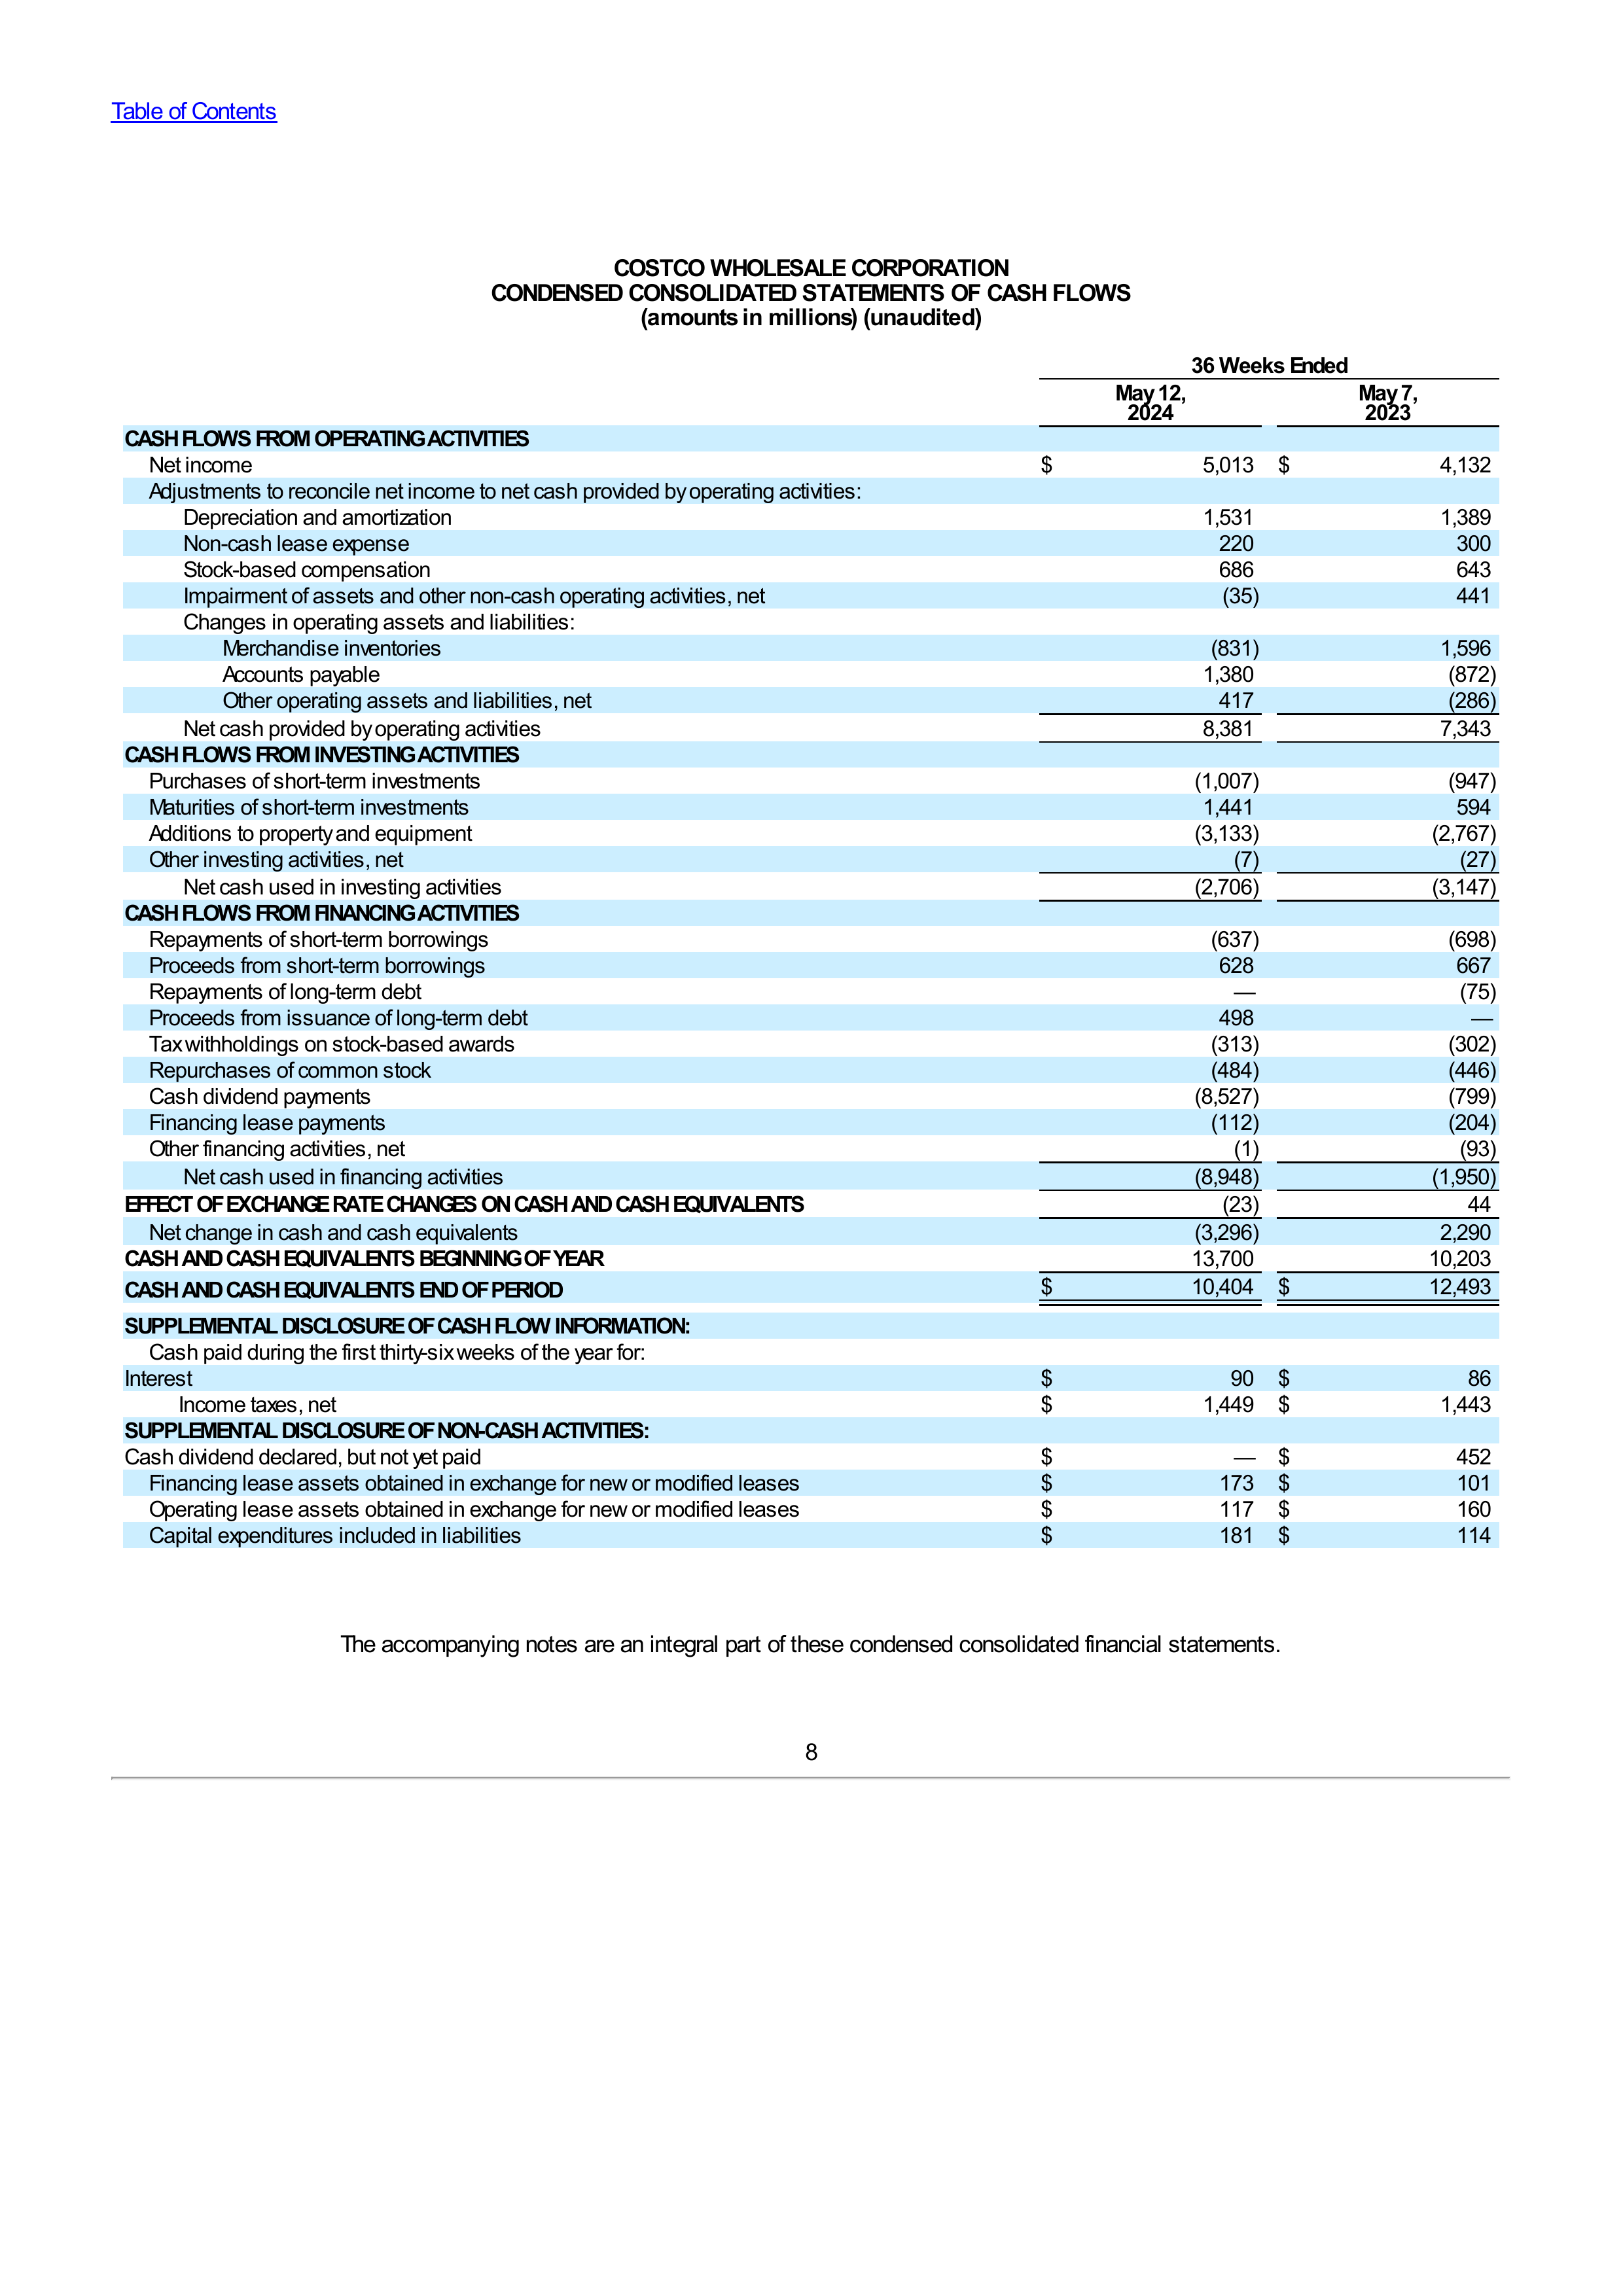 Table of Contents
COSTCO WHOLESALE CORPORATION
CONDENSED CONSOLIDATED STATEMENTS OF CASH FLOWS
(amounts in millions) (unaudited)
36 Weeks Ended
May 12, 2024 May 7, 2023
CASH FLOWS FROM OPERATING ACTIVITIES
Net income $ 5,013 $ 4,132
Adjustments to reconcile net income to net cash provided by operating activities:
Depreciation and amortization 1,531 1,389
Non-cash lease expense 220 300
Stock-based compensation 686 643
Impairment of assets and other non-cash operating activities, net (35) 441
Changes in operating assets and liabilities:
Merchandise inventories (831) 1,596
Accounts payable 1,380 (872)
Other operating assets and liabilities, net 417 (286)
Net cash provided by operating activities 8,381 7,343
CASH FLOWS FROM INVESTING ACTIVITIES
Purchases of short-term investments (1,007) (947)
Maturities of short-term investments 1,441 594
Additions to property and equipment (3,133) (2,767)
Other investing activities, net (7) (27)
Net cash used in investing activities (2,706) (3,147)
CASH FLOWS FROM FINANCING ACTIVITIES
Repayments of short-term borrowings (637) (698)
Proceeds from short-term borrowings 628 667
Repayments of long-term debt — (75)
Proceeds from issuance of long-term debt 498 —
Tax withholdings on stock-based awards (313) (302)
Repurchases of common stock (484) (446)
Cash dividend payments (8,527) (799)
Financing lease payments (112) (204)
Other financing activities, net (1) (93)
Net cash used in financing activities (8,948) (1,950)
EFFECT OF EXCHANGE RATE CHANGES ON CASH AND CASH EQUIVALENTS (23) 44
Net change in cash and cash equivalents (3,296) 2,290
CASH AND CASH EQUIVALENTS BEGINNING OF YEAR 13,700 10,203
CASH AND CASH EQUIVALENTS END OF PERIOD $ 10,404 $ 12,493
SUPPLEMENTAL DISCLOSURE OF CASH FLOW INFORMATION:
Cash paid during the first thirty-six weeks of the year for:
Interest $ 90 $ 86
Income taxes, net $ 1,449 $ 1,443
SUPPLEMENTAL DISCLOSURE OF NON-CASH ACTIVITIES:
Cash dividend declared, but not yet paid $ — $ 452
Financing lease assets obtained in exchange for new or modified leases $ 173 $ 101
Operating lease assets obtained in exchange for new or modified leases $ 117 $ 160
Capital expenditures included in liabilities $ 181 $ 114
The accompanying notes are an integral part of these condensed consolidated financial statements.
8